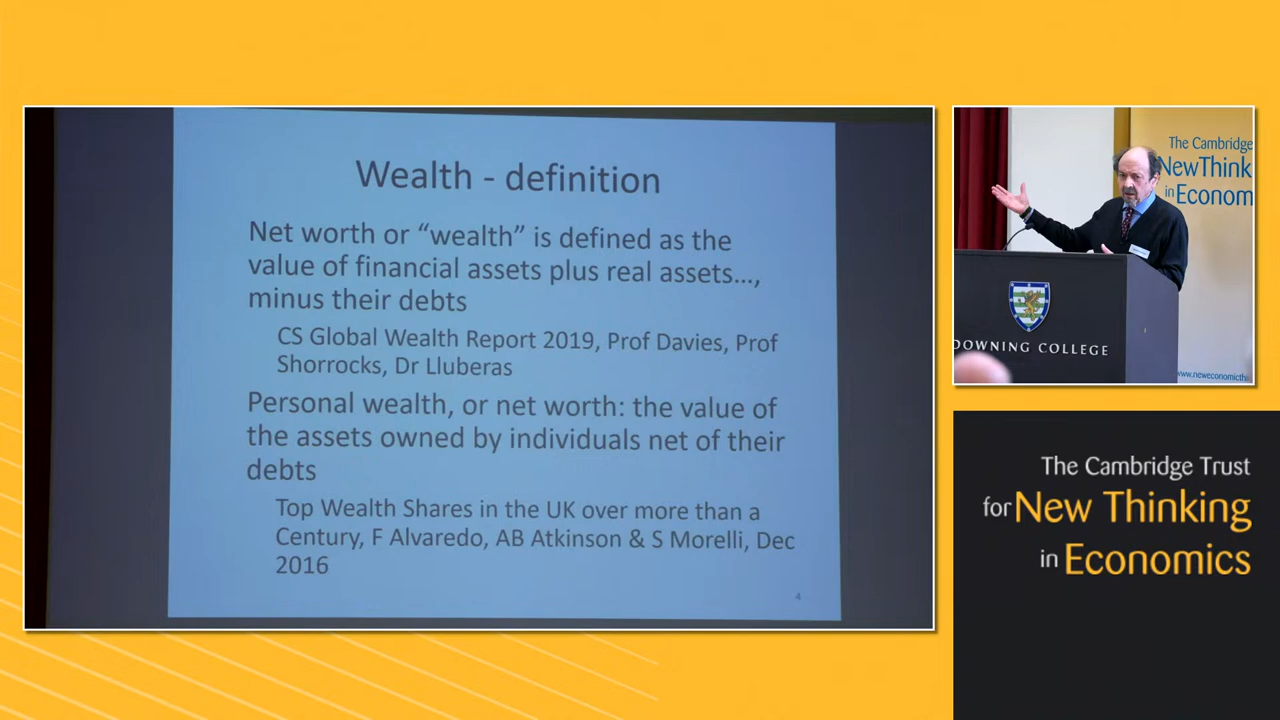 Wealth - definition
Net worth or “wealth” is defined as the
value of financial assets plus real assets...,
minus their debts
CS Global Wealth Report 2019, Prof Davies, Prof
Shorrocks, Dr Lluberas
Personal wealth, or net worth: the value of
the assets owned by individuals net of their
debts
Top Wealth Shares in the UK over more than a
Century, F Alvaredo, AB Atkinson & S Morelli, Dec
2016
4
The Cambridge
NewThink
in Econom
DOWNING COLLEGE
www.neweconomicth
The Cambridge Trust
for New Thinking
in Economics